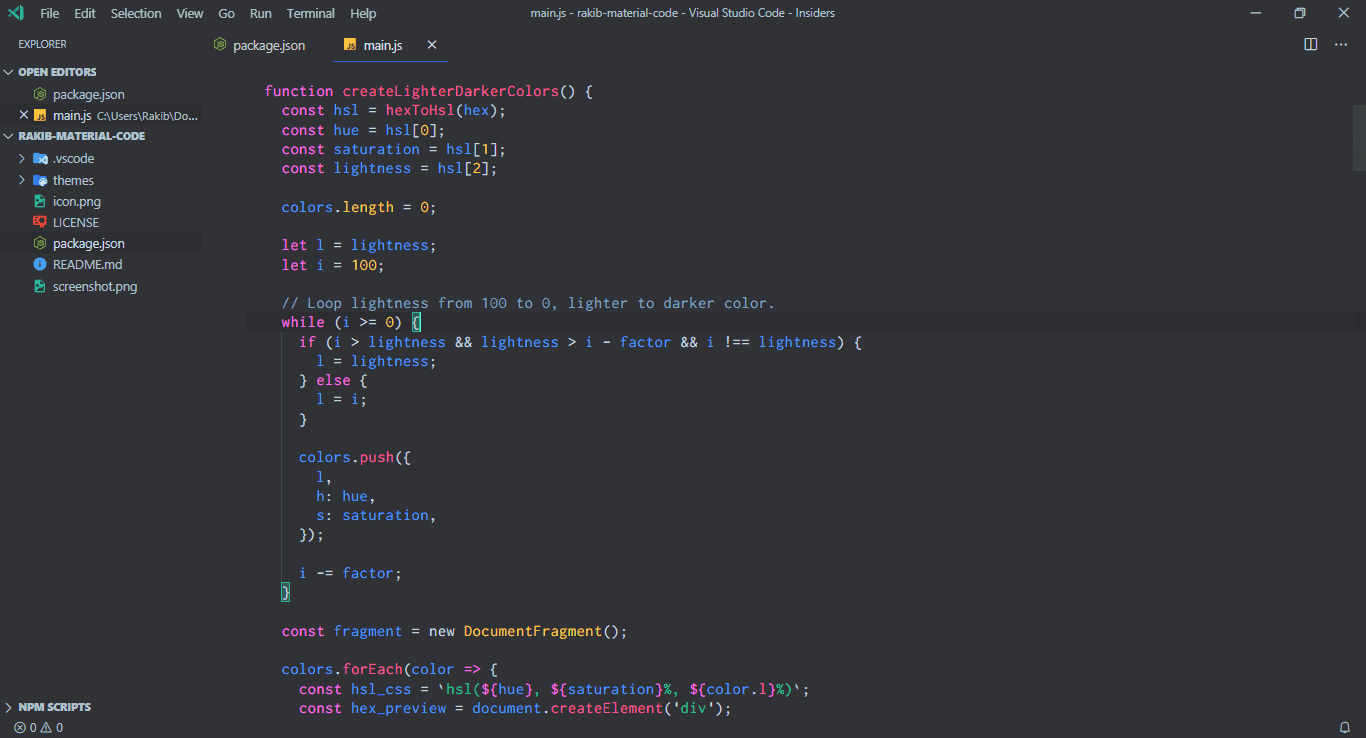 File Edit Selection View Go Run Terminal Help
main.js - rakib-material-code - Visual Studio Code - Insiders
EXPLORER
OPEN EDITORS
package.json
main.js C:\Users\Rakib\Do...
RAKIB-MATERIAL-CODE
.vscode
themes
icon.png
LICENSE
package.json
README.md
screenshot.png
NPM SCRIPTS
0 0
package.json
JS main.js
function createLighterDarkerColors() {
  const hsl = hexToHsl(hex);
  const hue = hsl[0];
  const saturation = hsl[1];
  const lightness = hsl[2];

  colors.length = 0;

  let l = lightness;
  let i = 100;

  // Loop lightness from 100 to 0, lighter to darker color.
  while (i >= 0) {
    if (i > lightness && lightness > i - factor && i !== lightness) {
      l = lightness;
    } else {
      l = i;
    }

    colors.push({
      l,
      h: hue,
      s: saturation,
    });

    i -= factor;
  }

  const fragment = new DocumentFragment();

  colors.forEach(color => {
    const hsl_css = `hsl(${hue}, ${saturation}%, ${color.l}%)`;
    const hex_preview = document.createElement('div');